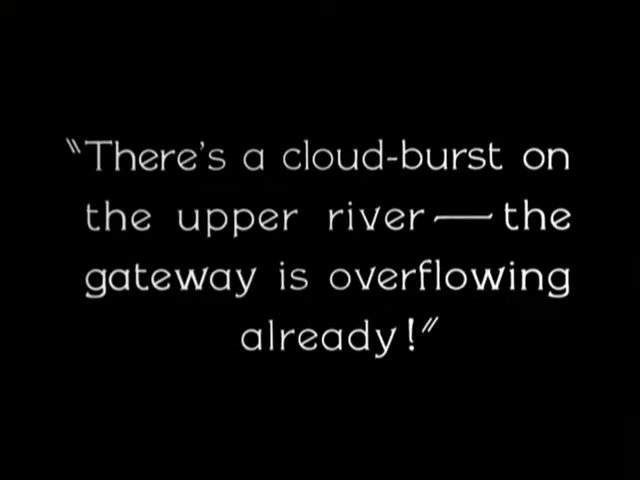 "There's a cloud-burst on
the upper river — the
gateway is overflowing
already!"